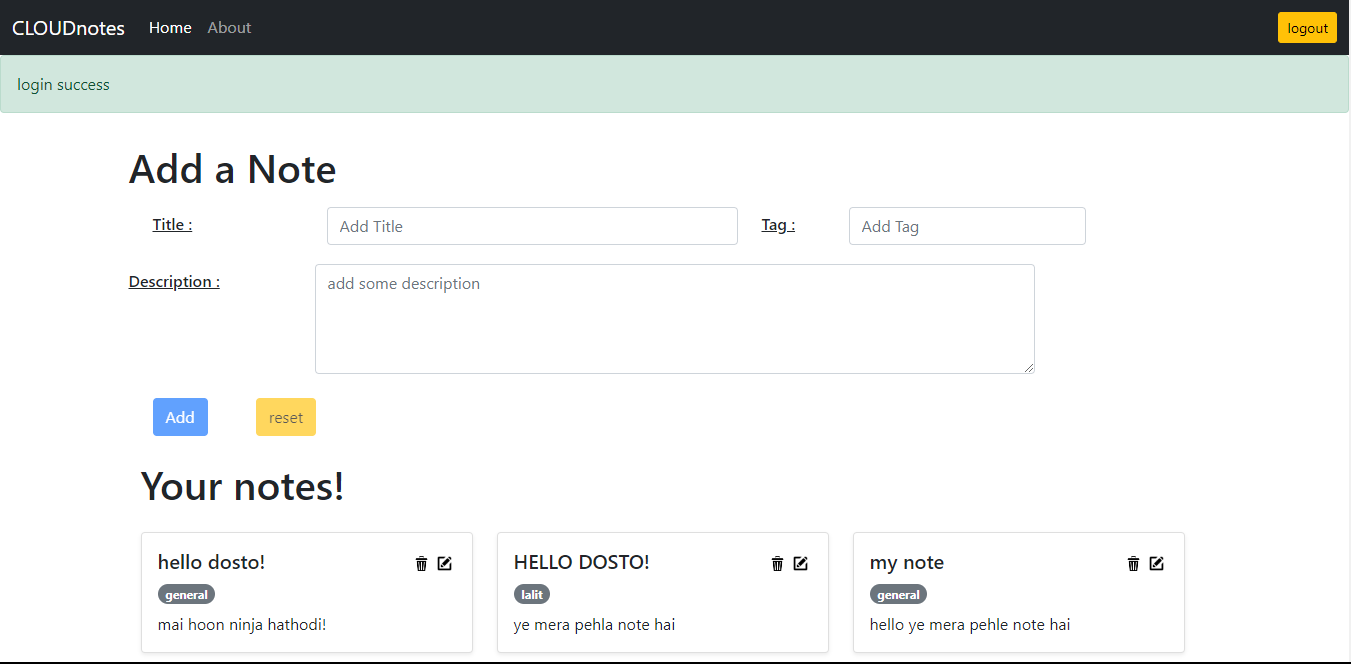 CLOUDnotes Home About logout
login success
Add a Note
Title : Add Title Tag : Add Tag
Description : add some description
Add reset
Your notes!
hello dosto!
general
mai hoon ninja hathodi!
HELLO DOSTO!
lalit
ye mera pehla note hai
my note
general
hello ye mera pehle note hai